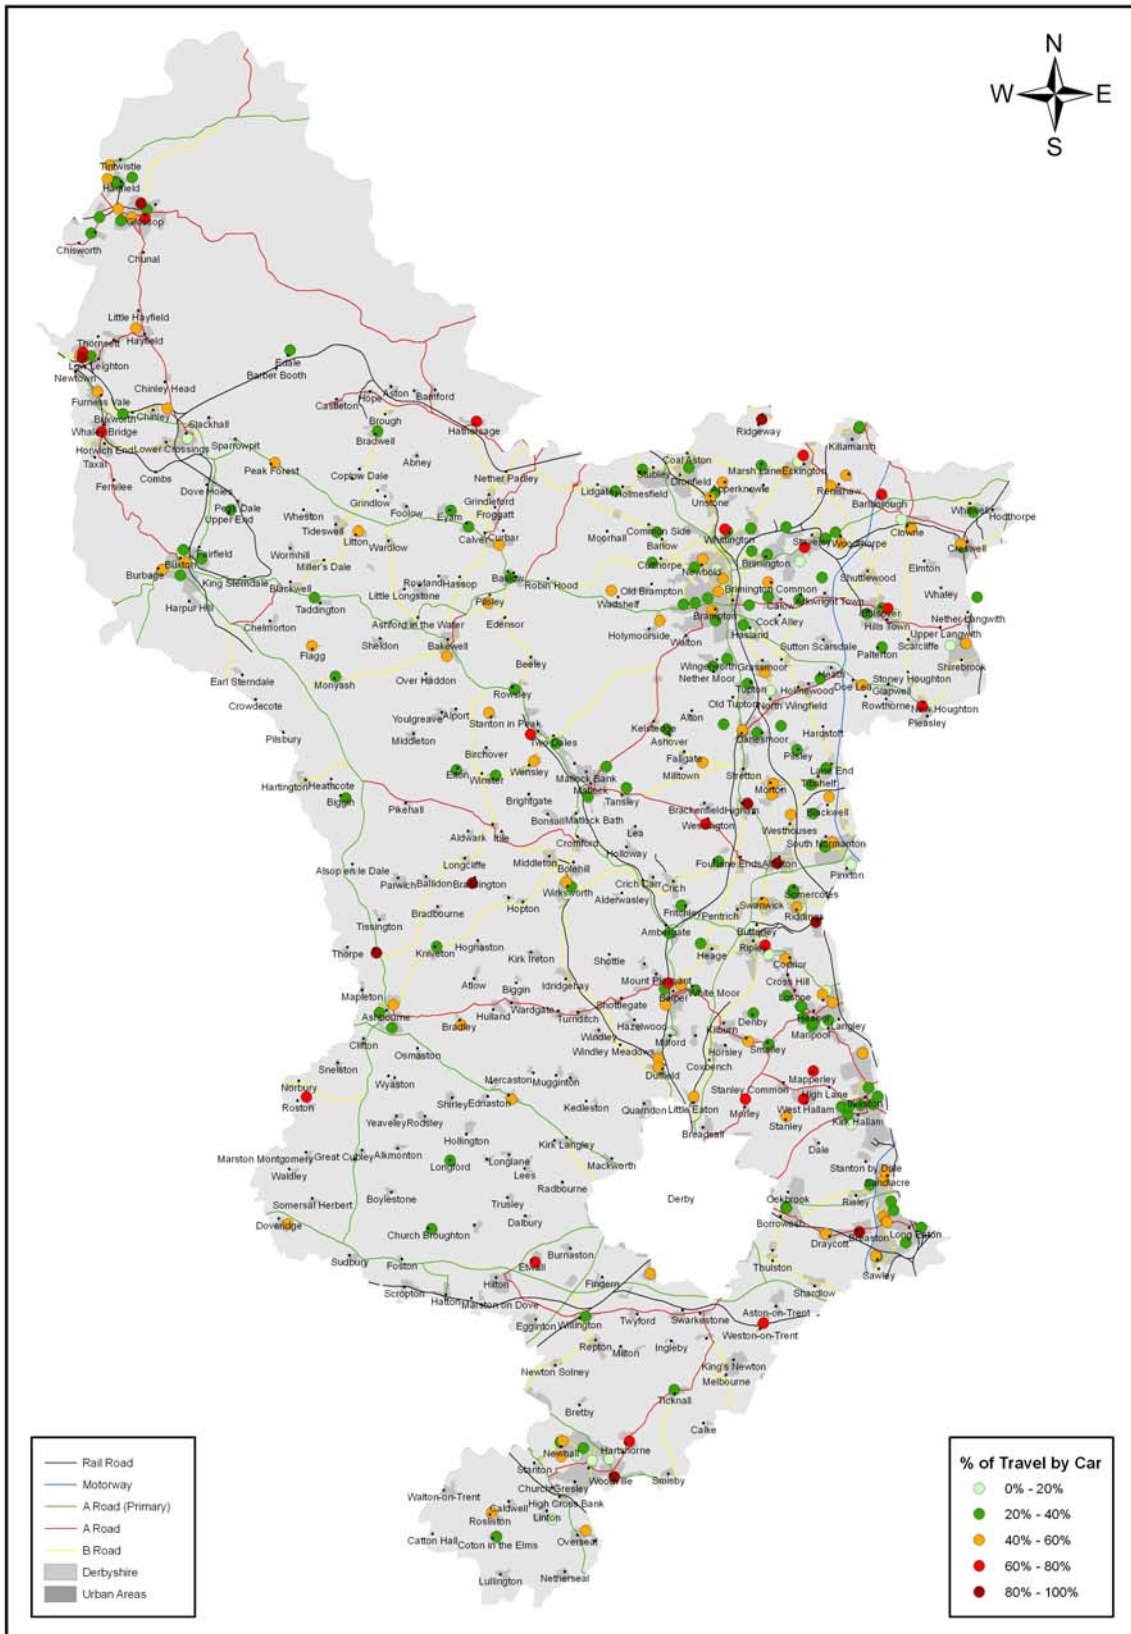 N
W E
S
Tintwistle
Hadfield
Glossop
Chisworth
Chunal
Little Hayfield
Thornsett Hayfield
Low Leighton
Newtown
Edale
Barber Booth
Chinley Head
Furness Vale
Buxworth Chinley
Slackhall
Whaley Bridge
Horwich End Lower Crossings Sparrowpit
Taxal
Combs
Fernilee
Peak Forest
Dove Holes
Peak Dale
Upper End
Castleton Hope Aston Bamford
Brough
Bradwell
Hathersage
Abney
Coplow Dale
Nether Padley
Grindlow
Grindleford
Foolow Eyam Froggatt
Wheston
Tideswell
Litton
Wardlow
Calver Curbar
Wormhill
Miller's Dale
Fairfield
Buxton
Burbage
King Sterndale
Blackwell
Harpur Hill
Taddington
Chelmorton
Rowland Hassop
Baslow Robin Hood
Little Longstone
Pilsley
Ashford in the Water
Edensor
Flagg
Sheldon
Bakewell
Beeley
Earl Sterndale
Monyash
Over Haddon
Crowdecote
Rowsley
Youlgreave Alport
Stanton in Peak
Pilsbury
Middleton
Birchover
Two Dales
Elton
Winster
Wensley
Matlock Bank
Matlock
Hartington Heathcote
Biggin
Pikehall
Brightgate
Bonsall Matlock Bath
Tansley
Aldwark Ible
Cromford
Lea
Holloway
Ridgeway
Killamarsh
Coal Aston
Stubley
Dronfield
Marsh Lane Eckington
Lidgate Holmesfield
Apperknowle
Unstone
Renishaw
Barlborough
Whitwell
Hodthorpe
Common Side
Moorhall
Barlow
Whittington
Staveley
Woodthorpe
Clowne
Creswell
Cutthorpe
Newbold
Brimington
Elmton
Old Brampton
Wadshelf
Brimington Common
Shuttlewood
Whaley
Brampton
Calow
Arkwright Town
Bolsover
Cock Alley
Hills Town
Nether Langwith
Upper Langwith
Holymoorside
Walton
Hasland
Sutton Scarsdale
Palterton
Scarcliffe
Shirebrook
Wingerworth
Grassmoor
Nether Moor
Heath
Stoney Houghton
Tupton
Holmewood
Doe Lea
Glapwell
Rowthorne
New Houghton
Pleasley
Old Tupton
North Wingfield
Alton
Kelstedge
Ashover
Danesmoor
Hardstoft
Pilsley
Fallgate
Milltown
Stretton
Lane End
Tibshelf
Morton
Brackenfield Higham
Blackwell
Wessington
Westhouses
South Normanton
Alsop en le Dale
Longcliffe
Middleton
Bolehill
Parwich Ballidon
Brassington
Wirksworth
Crich Carr
Crich
Fourlane Ends
Alfreton
Pinxton
Alderwasley
Hopton
Bradbourne
Tissington
Fritchley
Pentrich
Swanwick
Somercotes
Riddings
Ambergate
Butterley
Thorpe
Kniveton
Hognaston
Kirk Ireton
Shottle
Heage
Ripley
Codnor
Mapleton
Atlow
Biggin
Idridgehay
Mount Pleasant
Belper
White Moor
Cross Hill
Loscoe
Ashbourne
Bradley
Hulland
Wardgate
Turnditch
Shottlegate
Hazelwood
Kilburn
Denby
Heanor
Langley
Marlpool
Clifton
Osmaston
Windley
Milford
Windley Meadows
Horsley
Smalley
Snelston
Duffield
Coxbench
Norbury
Roston
Wyaston
Mercaston Mugginton
Mapperley
Stanley Common
High Lane
Shirley Ednaston
Kedleston
Quarndon
Little Eaton
Morley
West Hallam
Ilkeston
Yeaveley Rodsley
Breadsall
Stanley
Kirk Hallam
Hollington
Kirk Langley
Dale
Marston Montgomery Great Cubley Alkmonton
Longford
Longlane
Mackworth
Waldley
Lees
Stanton by Dale
Sandiacre
Radbourne
Derby
Ockbrook
Risley
Somersal Herbert
Boylestone
Trusley
Borrowash
Doveridge
Church Broughton
Dalbury
Draycott
Breaston
Long Eaton
Sudbury
Foston
Etwall
Burnaston
Thulston
Sawley
Hilton
Findern
Shardlow
Scropton
Hatton
Marston on Dove
Aston-on-Trent
Egginton
Willington
Twyford
Swarkestone
Weston-on-Trent
Repton
Milton
Ingleby
Newton Solney
King's Newton
Melbourne
Ticknall
Bretby
Calke
Newhall
Hartshorne
Stanton
Woodville
Smisby
Church Gresley
Walton-on-Trent
Caldwell
High Cross Bank
Rosliston
Linton
Catton Hall
Coton in the Elms
Overseal
Lullington
Netherseal
Rail Road
Motorway
A Road (Primary)
A Road
B Road
Derbyshire
Urban Areas
% of Travel by Car
0% - 20%
20% - 40%
40% - 60%
60% - 80%
80% - 100%